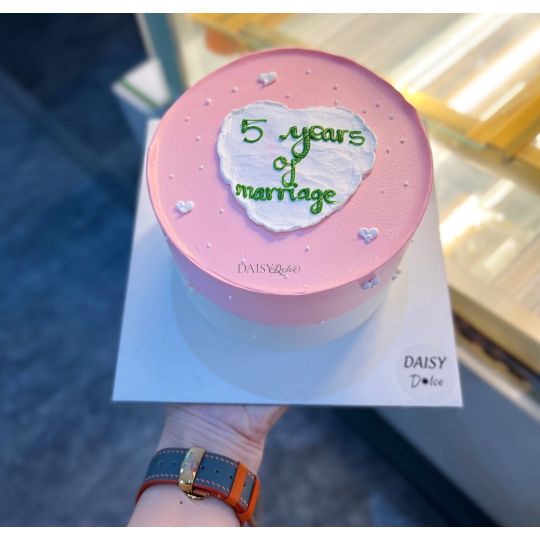 5 years
of
marriage
DAISY Dolce
DAISY
Dolce